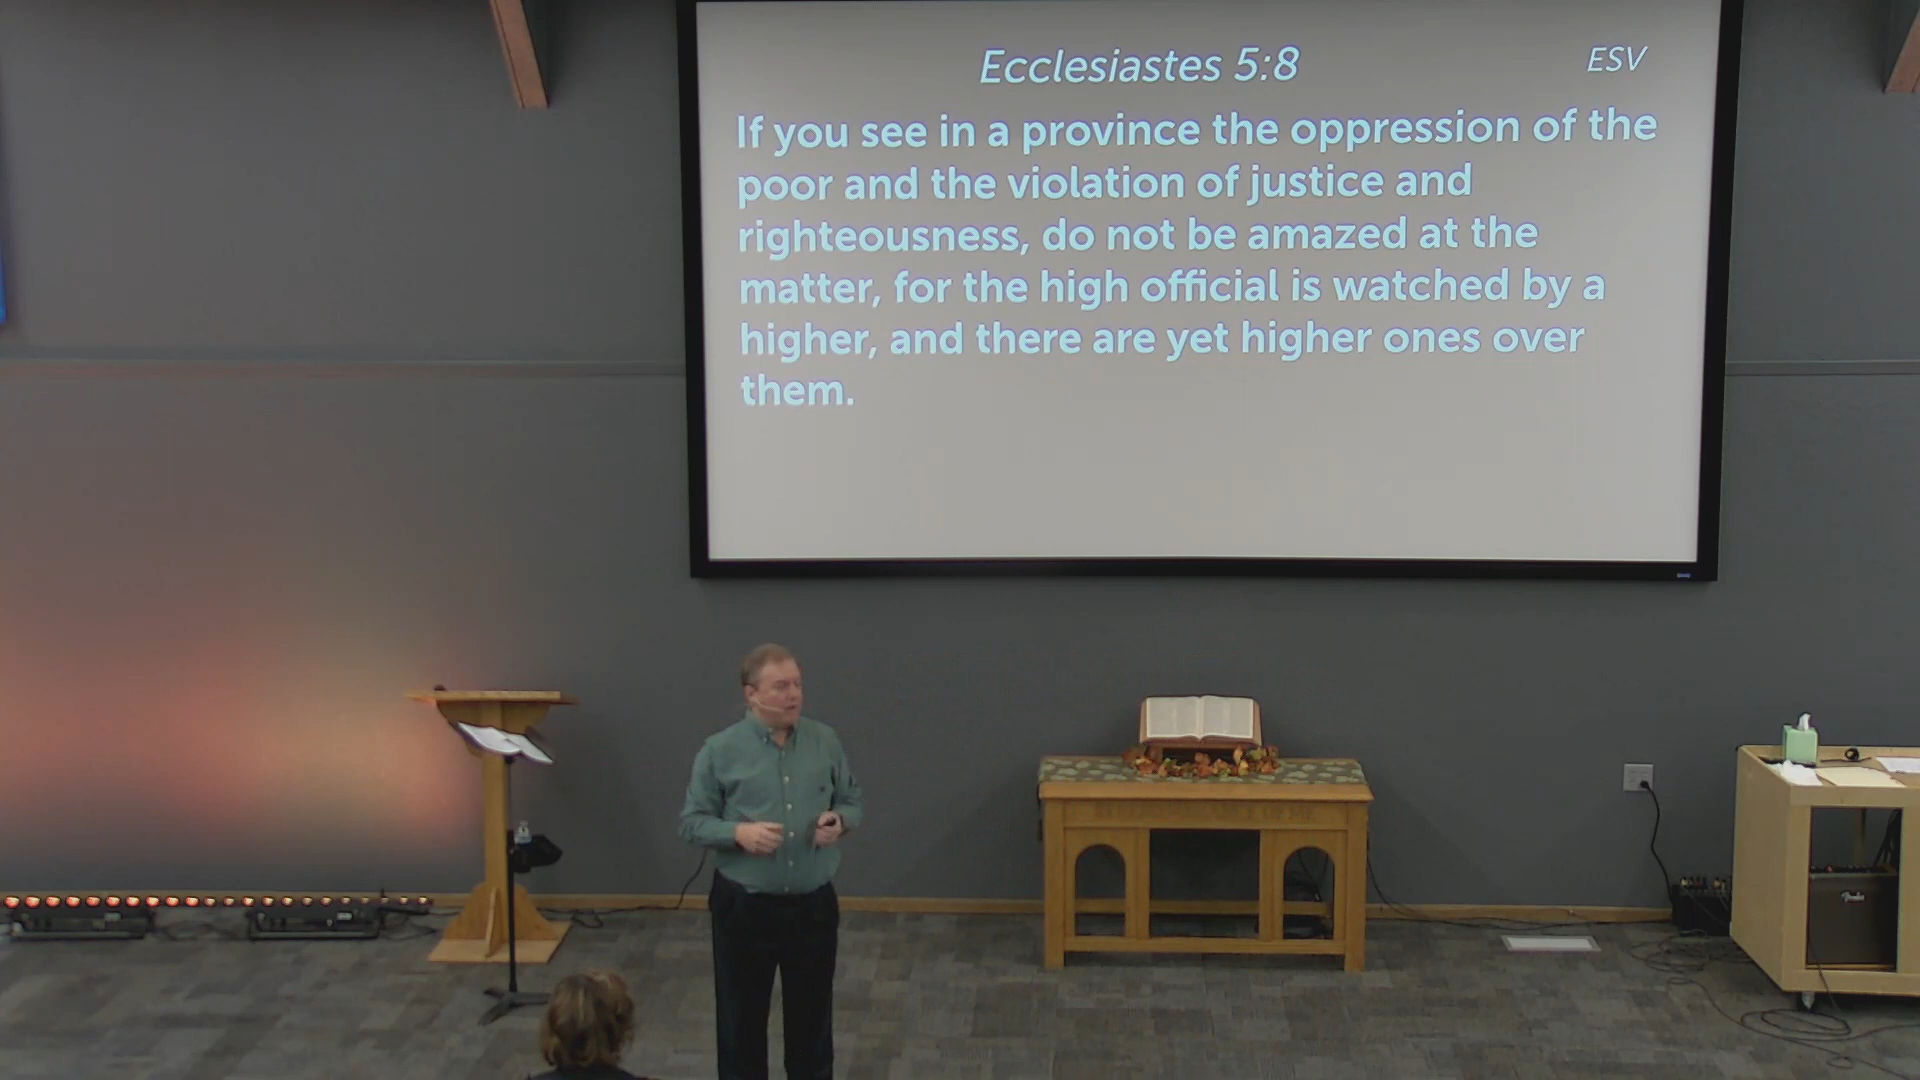 Ecclesiastes 5:8
ESV
If you see in a province the oppression of the
poor and the violation of justice and
righteousness, do not be amazed at the
matter, for the high official is watched by a
higher, and there are yet higher ones over
them.
Fender